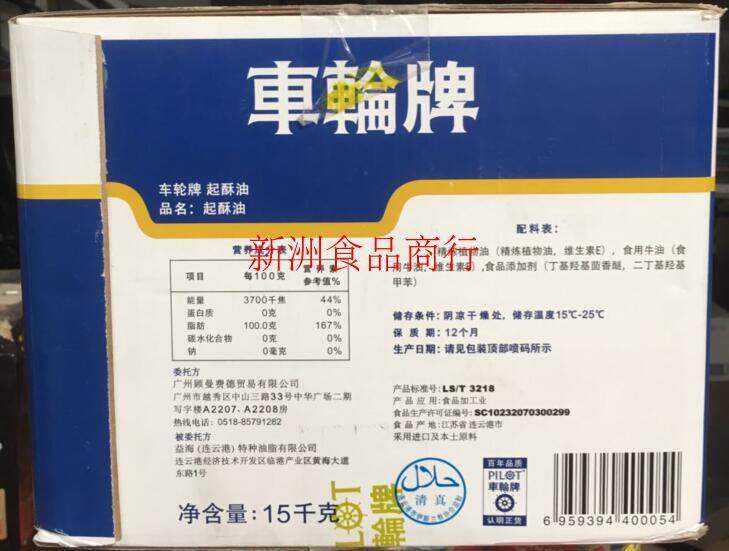 車輪牌
车轮牌 起酥油
品名：起酥油
新洲食品商行
营养成分表
项目 每100克 营养素参考值%
能量 3700千焦 44%
蛋白质 0克 0%
脂肪 100.0克 167%
碳水化合物 0克 0%
钠 0毫克 0%
委托方
广州顾曼费德贸易有限公司
广州市越秀区中山三路33号中华广场二期
写字楼A2207、A2208房
热线电话：0518-85791282
被委托方
益海（连云港）特种油脂有限公司
连云港经济技术开发区临港产业区黄海大道
东路1号
净含量：15千克
配料表：
精炼植物油（精炼植物油，维生素E），食用牛油（食
用牛油，维生素E），食品添加剂（丁基羟基茴香醚，二丁基羟基
甲苯）
储存条件：阴凉干燥处，储存温度15℃-25℃
保 质 期：12个月
生产日期：请见包装顶部喷码所示
产品标准号：LS/T 3218
产 品 应 用：食品加工业
食品生产许可证编号：SC10232070300299
食 品 产 地：江苏省连云港市
采用进口及本土原料
PILOT
車輪牌
حلال
清真
百年品质
PILOT
車輪牌
认明正货
6 959394 400054